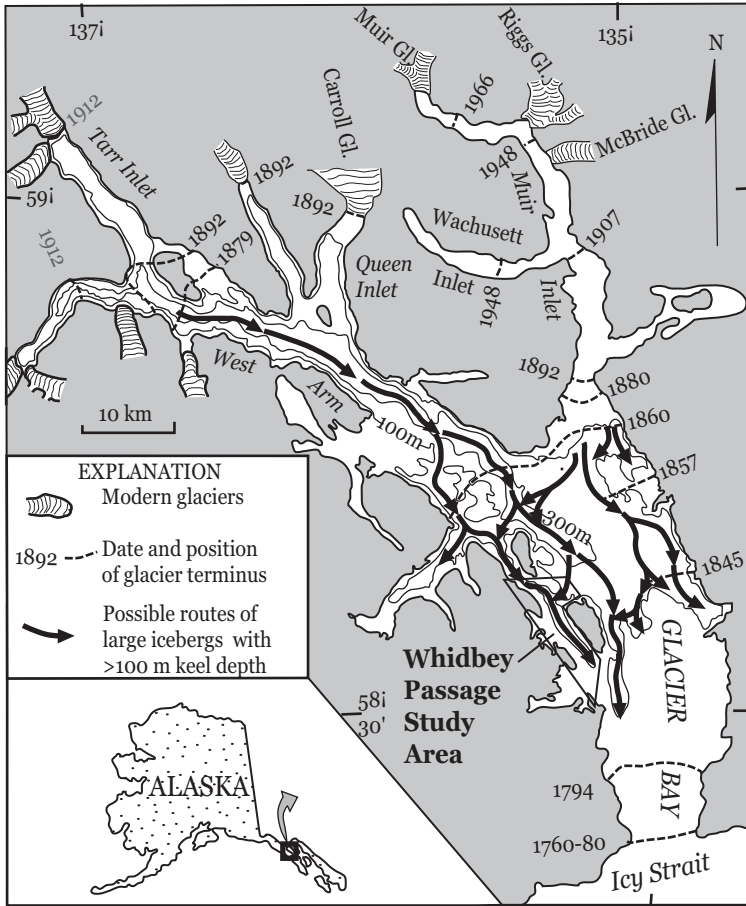 137¡
135¡
N
Muir Gl.
Riggs Gl.
1966
McBride Gl.
1948
Muir
Inlet
1912
Tarr Inlet
Carroll Gl.
59¡
1892
1892
1892
1879
1912
Queen
Inlet
Wachusett
Inlet
1948
1907
West
Arm
10 km
100m
300m
1892
1880
1860
1857
1845
EXPLANATION
Modern glaciers
1892
Date and position
of glacier terminus
Possible routes of
large icebergs with
>100 m keel depth
Whidbey
Passage
Study
Area
58¡
30'
GLACIER
BAY
1794
1760-80
Icy Strait
ALASKA